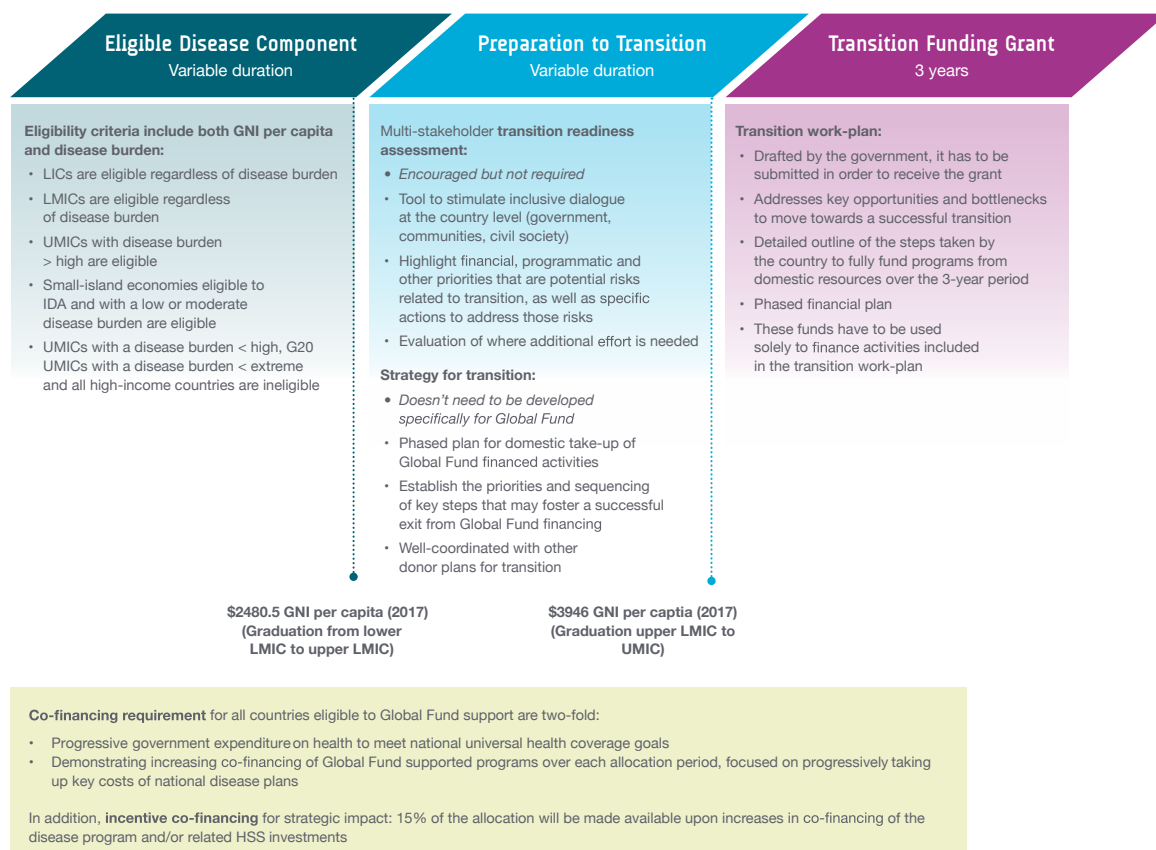 Eligible Disease Component
Variable duration
Preparation to Transition
Variable duration
Transition Funding Grant
3 years
Eligibility criteria include both GNI per capita
and disease burden:
• LICs are eligible regardless of disease burden
• LMICs are eligible regardless
of disease burden
• UMICs with disease burden
> high are eligible
• Small-island economies eligible to
IDA and with a low or moderate
disease burden are eligible
• UMICs with a disease burden < high, G20
UMICs with a disease burden < extreme
and all high-income countries are ineligible
Multi-stakeholder transition readiness
assessment:
• Encouraged but not required
• Tool to stimulate inclusive dialogue
at the country level (government,
communities, civil society)
• Highlight financial, programmatic and
other priorities that are potential risks
related to transition, as well as specific
actions to address those risks
• Evaluation of where additional effort is needed
Strategy for transition:
• Doesn't need to be developed
specifically for Global Fund
• Phased plan for domestic take-up of
Global Fund financed activities
• Establish the priorities and sequencing
of key steps that may foster a successful
exit from Global Fund financing
• Well-coordinated with other
donor plans for transition
Transition work-plan:
• Drafted by the government, it has to be
submitted in order to receive the grant
• Addresses key opportunities and bottlenecks
to move towards a successful transition
• Detailed outline of the steps taken by
the country to fully fund programs from
domestic resources over the 3-year period
• Phased financial plan
• These funds have to be used
solely to finance activities included
in the transition work-plan
$2480.5 GNI per capita (2017)
(Graduation from lower
LMIC to upper LMIC)
$3946 GNI per captia (2017)
(Graduation upper LMIC to
UMIC)
Co-financing requirement for all countries eligible to Global Fund support are two-fold:
• Progressive government expenditure on health to meet national universal health coverage goals
• Demonstrating increasing co-financing of Global Fund supported programs over each allocation period, focused on progressively taking
up key costs of national disease plans
In addition, incentive co-financing for strategic impact: 15% of the allocation will be made available upon increases in co-financing of the
disease program and/or related HSS investments